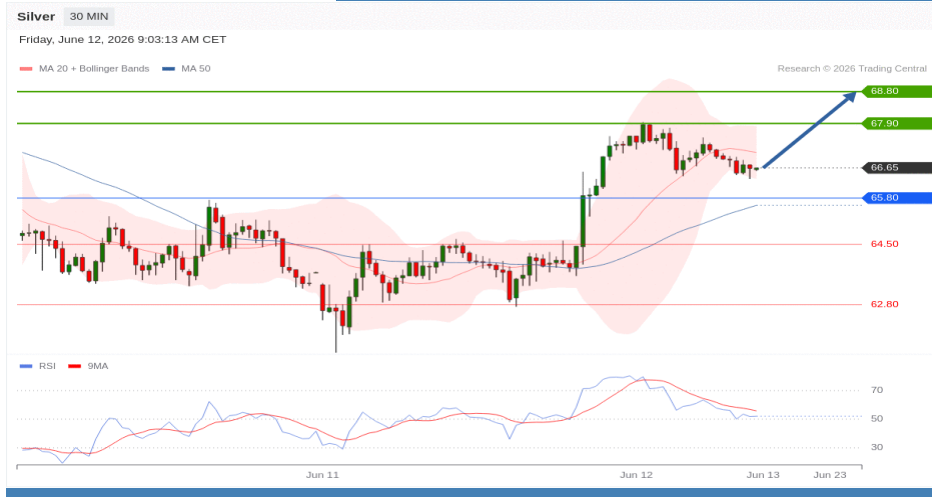 Silver 30 MIN
Friday, June 12, 2026 9:03:13 AM CET
MA 20 + Bollinger Bands MA 50 Research © 2026 Trading Central
68.80
67.90
66.65
65.80
64.50
62.80
RSI 9MA
70
50
30
Jun 11 Jun 12 Jun 13 Jun 23